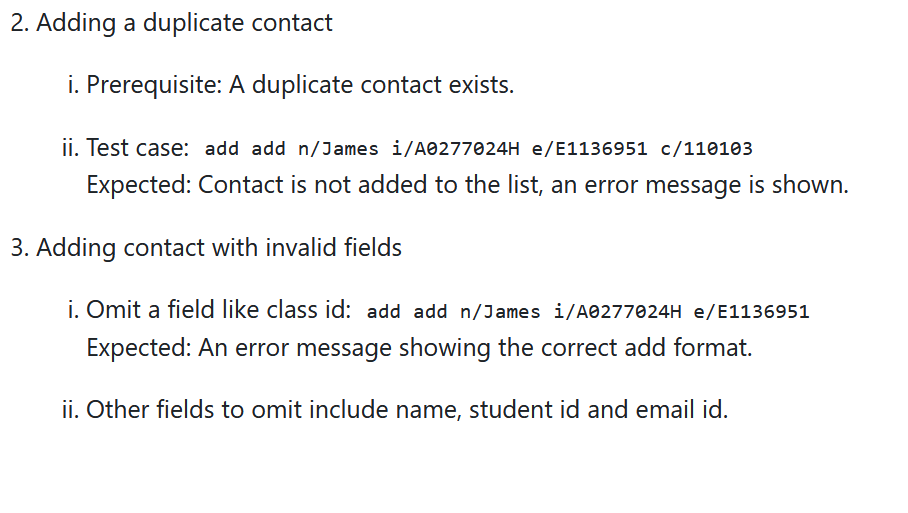 2. Adding a duplicate contact
i. Prerequisite: A duplicate contact exists.
ii. Test case: add add n/James i/A0277024H e/E1136951 c/110103
Expected: Contact is not added to the list, an error message is shown.
3. Adding contact with invalid fields
i. Omit a field like class id: add add n/James i/A0277024H e/E1136951
Expected: An error message showing the correct add format.
ii. Other fields to omit include name, student id and email id.